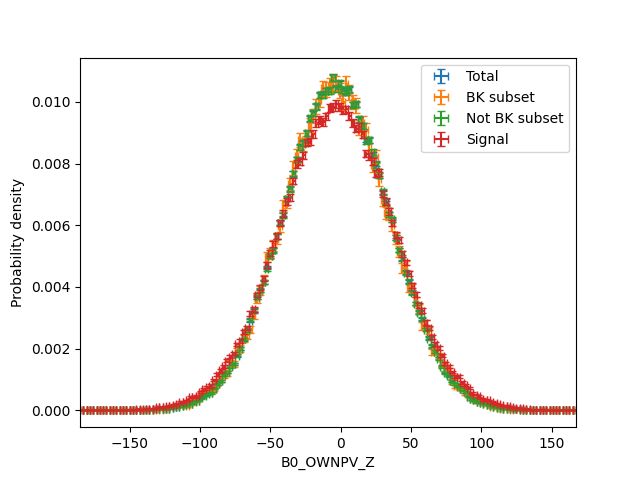 Total
BK subset
Not BK subset
Signal
0.010
0.008
0.006
0.004
0.002
0.000
Probability density
−150
−100
−50
0
50
100
150
B0_OWNPV_Z